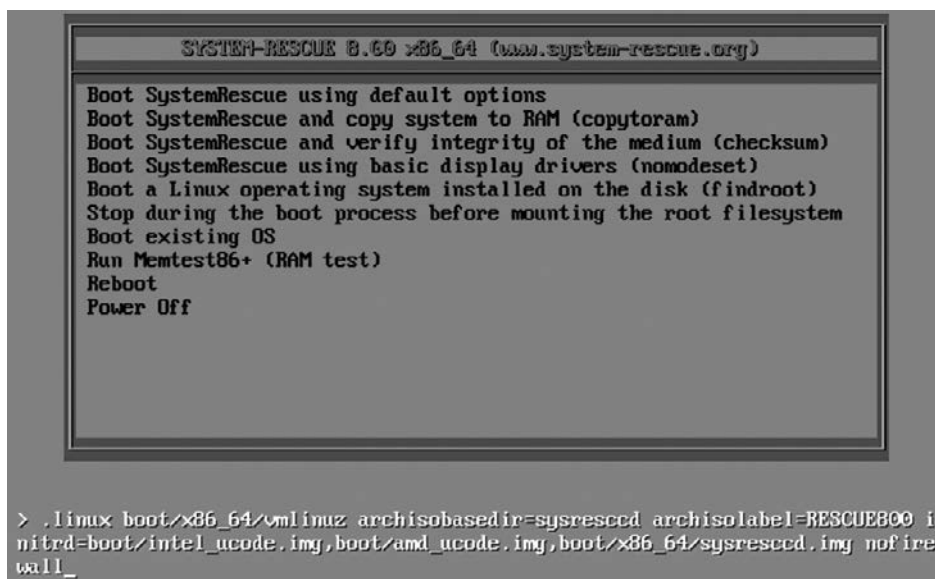 SYSTEM-RESCUE 8.00 x86_64 (www.system-rescue.org)
Boot SystemRescue using default options
Boot SystemRescue and copy system to RAM (copytoram)
Boot SystemRescue and verify integrity of the medium (checksum)
Boot SystemRescue using basic display drivers (nomodeset)
Boot a Linux operating system installed on the disk (findroot)
Stop during the boot process before mounting the root filesystem
Boot existing OS
Run Memtest86+ (RAM test)
Reboot
Power Off
> .linux boot/x86_64/vmlinuz archisobasedir=sysresccd archisolabel=RESCUE800 i
nitrd=boot/intel_ucode.img,boot/amd_ucode.img,boot/x86_64/sysresccd.img nofire
wall_